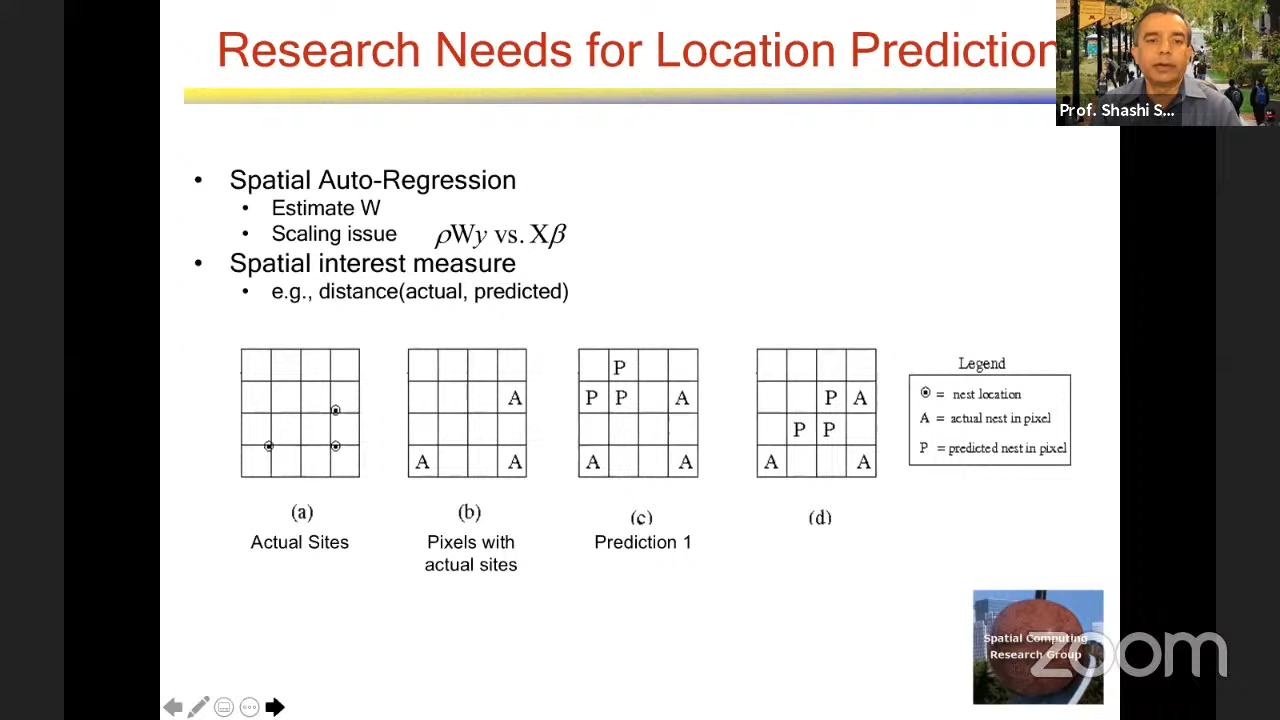 Research Needs for Location Prediction
Prof. Shashi S...
• Spatial Auto-Regression
• Estimate W
• Scaling issue ρWy vs. Xβ
• Spatial interest measure
• e.g., distance(actual, predicted)
P
A P P A P A
P P
A A A A A A
Legend
= nest location
A = actual nest in pixel
P = predicted nest in pixel
(a) (b) (c) (d)
Actual Sites Pixels with Prediction 1
actual sites
Spatial Computing
Research Group
zoom